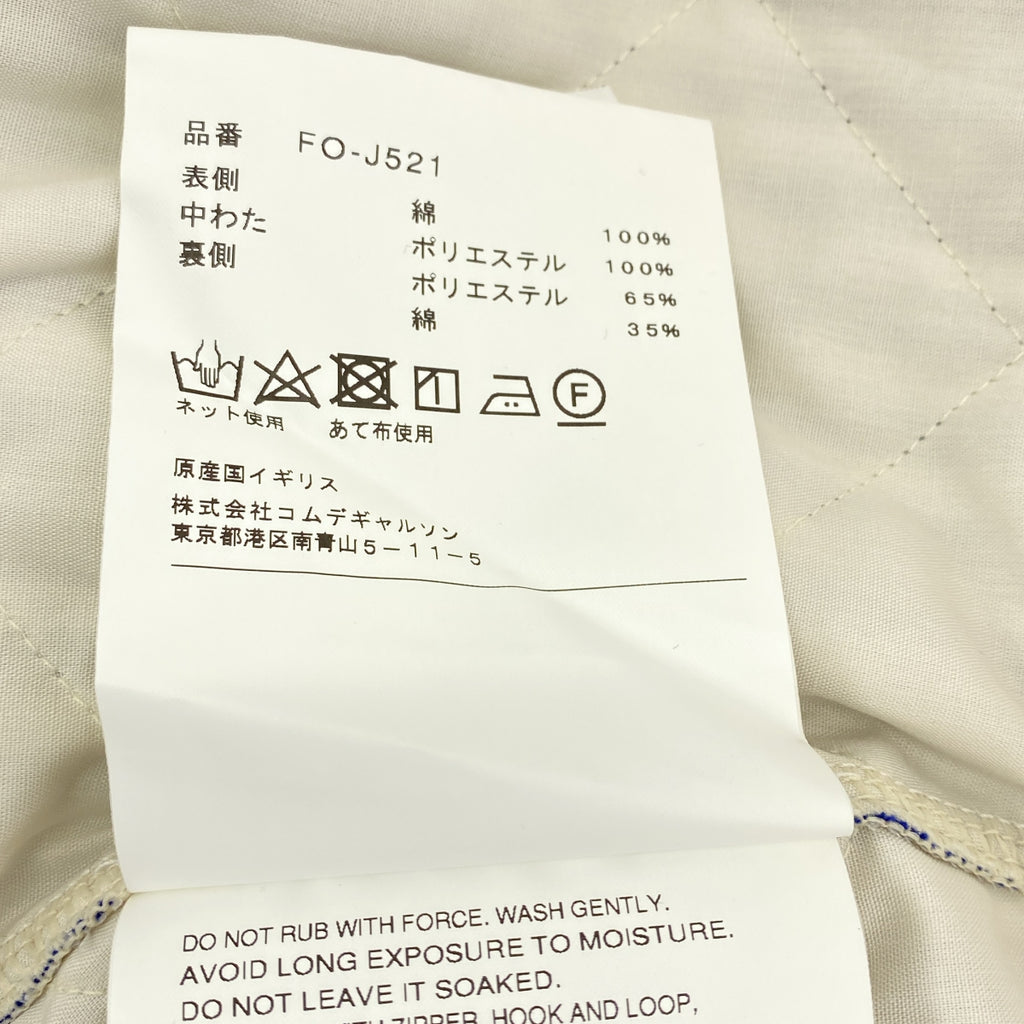 品番 FO-J521
表側 綿 100%
中わた ポリエステル 100%
裏側 ポリエステル 65%
綿 35%
F
ネット使用 あて布使用
原産国イギリス
株式会社コムデギャルソン
東京都港区南青山5-11-5
DO NOT RUB WITH FORCE. WASH GENTLY.
AVOID LONG EXPOSURE TO MOISTURE.
DO NOT LEAVE IT SOAKED.
ZIPPER, HOOK AND LOOP,